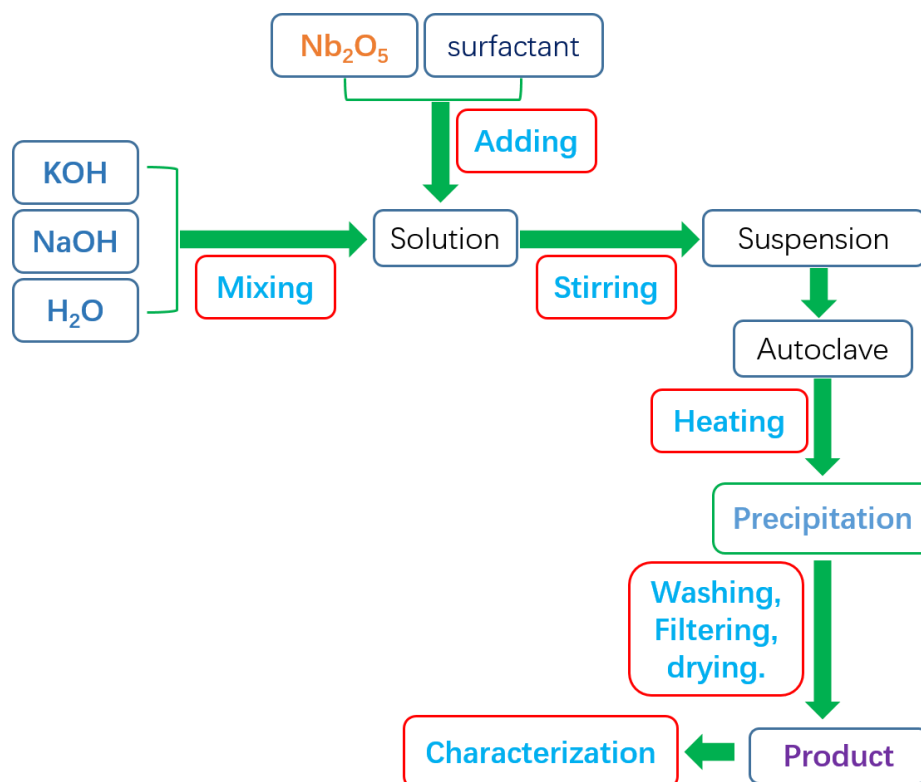 Nb₂O₅
surfactant
Adding
KOH
NaOH
H₂O
Mixing
Solution
Stirring
Suspension
Autoclave
Heating
Precipitation
Washing,
Filtering,
drying.
Product
Characterization